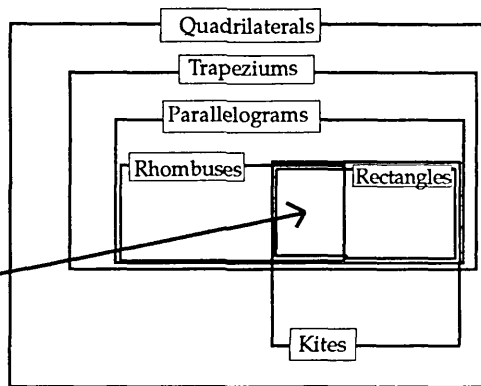 Quadrilaterals
Trapeziums
Parallelograms
Rhombuses
Rectangles
Kites